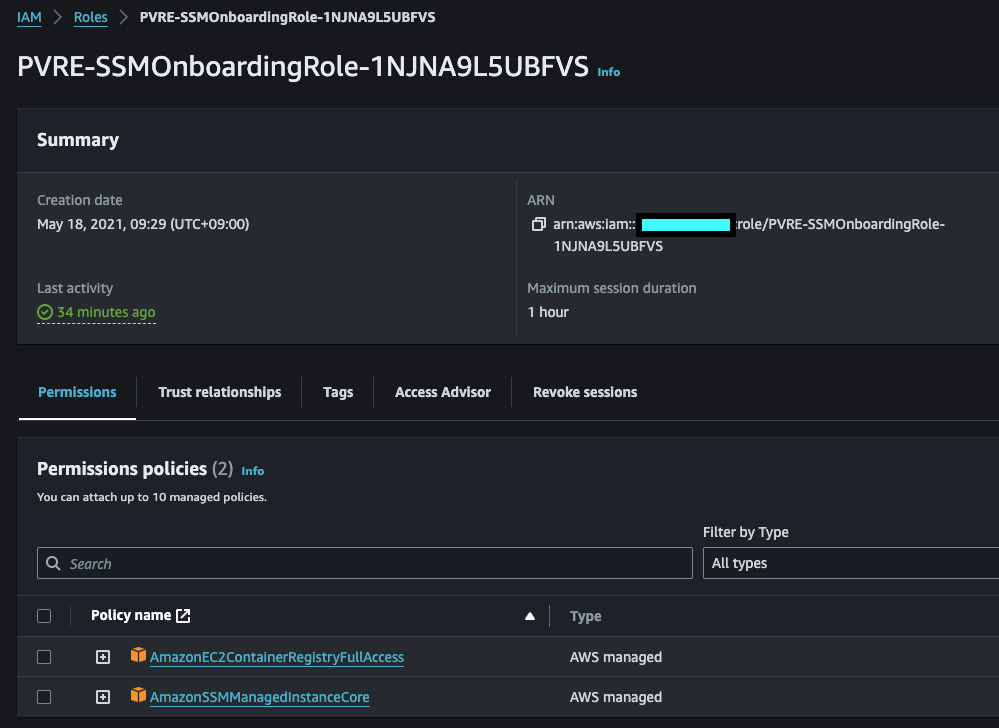 IAM > Roles > PVRE-SSMOnboardingRole-1NJNA9L5UBFVS
PVRE-SSMOnboardingRole-1NJNA9L5UBFVS Info
Summary
Creation date
May 18, 2021, 09:29 (UTC+09:00)
ARN
arn:aws:iam:: :role/PVRE-SSMOnboardingRole-
1NJNA9L5UBFVS
Last activity
34 minutes ago
Maximum session duration
1 hour
Permissions Trust relationships Tags Access Advisor Revoke sessions
Permissions policies (2) Info
You can attach up to 10 managed policies.
Filter by Type
Search All types
Policy name Type
AmazonEC2ContainerRegistryFullAccess AWS managed
AmazonSSMManagedInstanceCore AWS managed